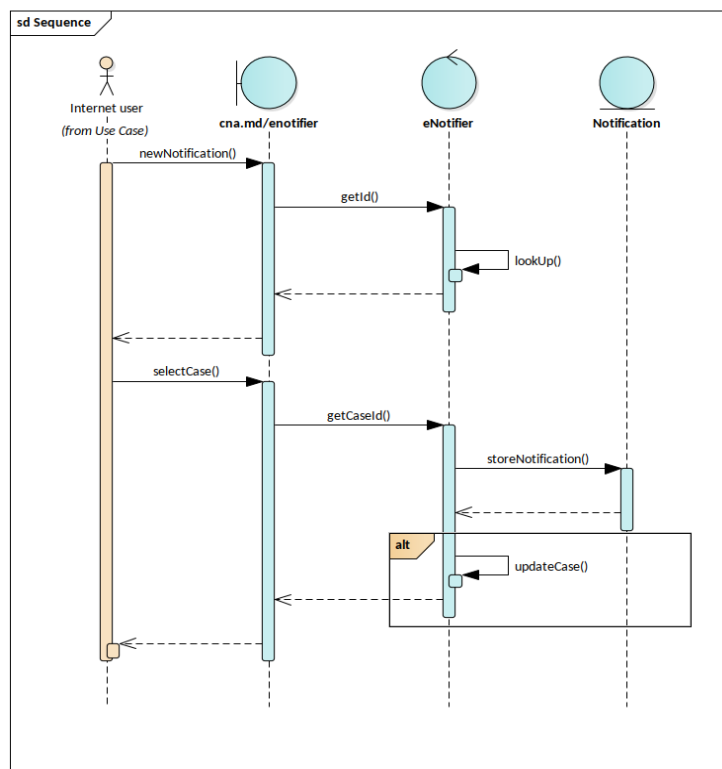 sd Sequence
Internet user
(from Use Case)
cna.md/enotifier
eNotifier
Notification
newNotification()
getId()
lookUp()
selectCase()
getCaseId()
storeNotification()
alt
updateCase()